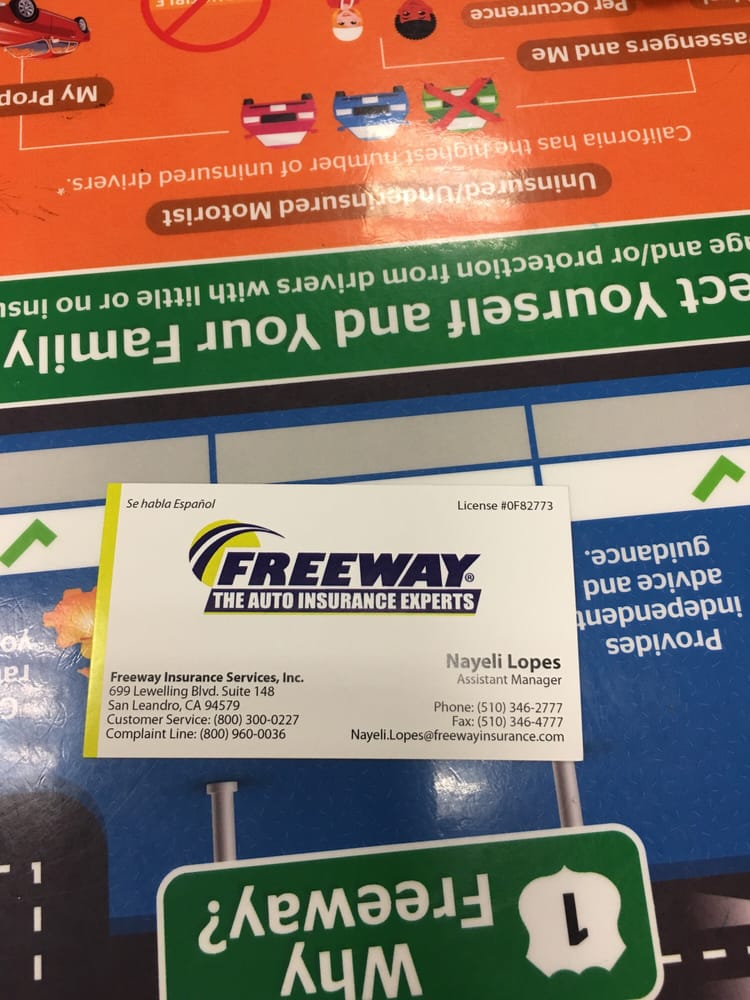 Se habla Español
License #0F82773
FREEWAY®
THE AUTO INSURANCE EXPERTS
Nayeli Lopes
Assistant Manager
Freeway Insurance Services, Inc.
699 Lewelling Blvd. Suite 148
San Leandro, CA 94579
Customer Service: (800) 300-0227
Complaint Line: (800) 960-0036
Phone: (510) 346-2777
Fax: (510) 346-4777
Nayeli.Lopes@freewayinsurance.com
1
Why
Freeway?
Provides
independent
advice and
guidance.
ect Yourself and Your Family
age and/or protection from drivers with little or no insu
Uninsured/Underinsured Motorist
California has the highest number of uninsured drivers.*
assengers and Me
My Prop
Per Occurrence